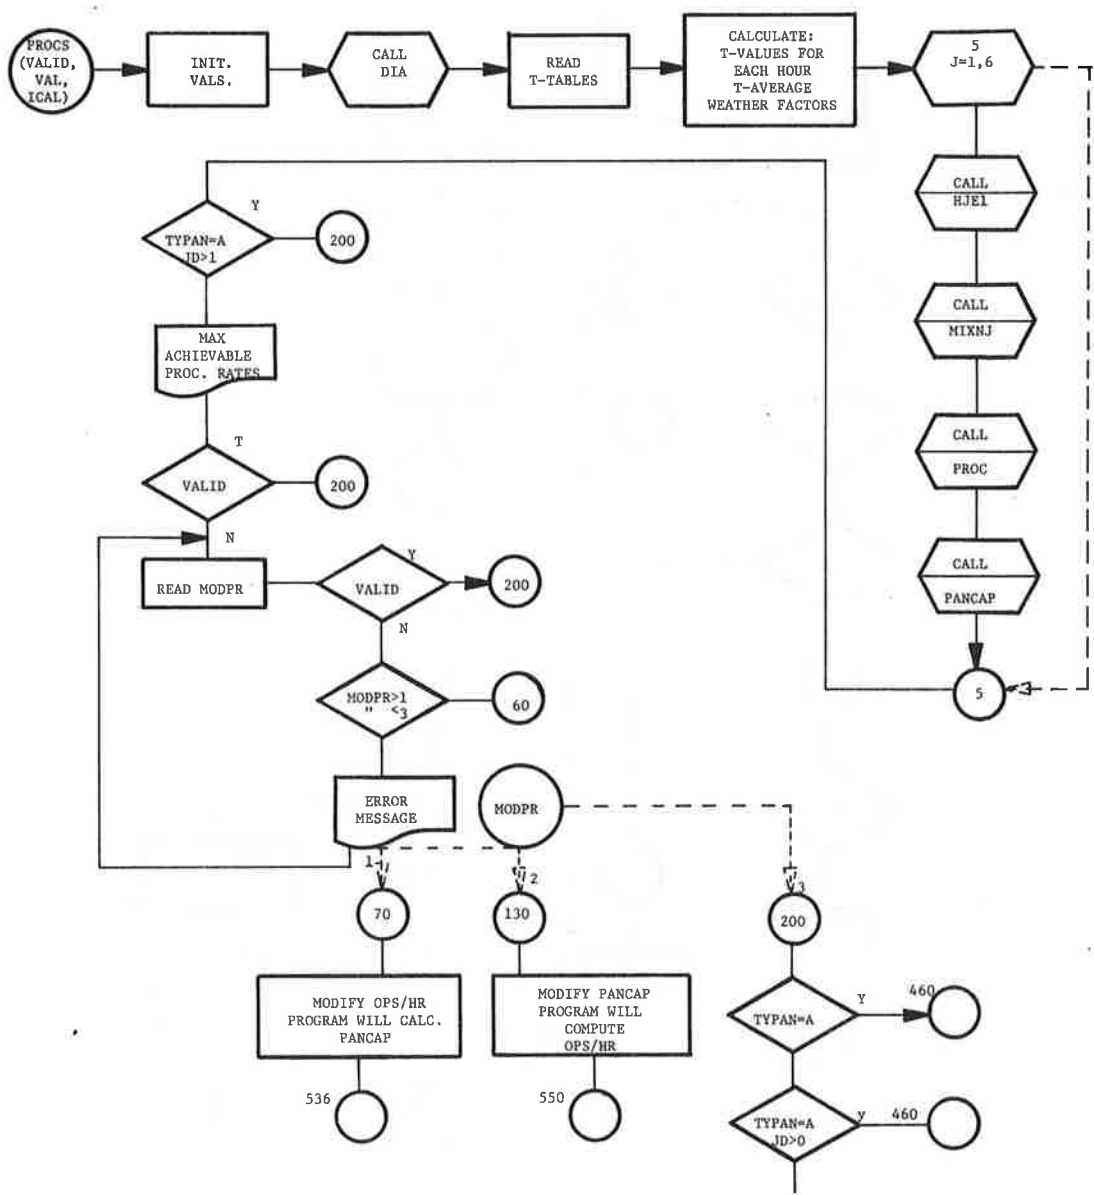 PROCS
(VALID,
VAL,
ICAL)
INIT.
VALS.
CALL
DIA
READ
T-TABLES
CALCULATE:
T-VALUES FOR
EACH HOUR
T-AVERAGE
WEATHER FACTORS
5
J=1,6
CALL
HJE1
CALL
MIXNJ
CALL
PROC
CALL
PANCAP
5
Y
TYPAN=A
JD>1
200
MAX
ACHIEVABLE
PROC. RATES
T
VALID
200
N
READ MODPR
Y
VALID
200
N
MODPR>1
" <3
60
ERROR
MESSAGE
MODPR
1
2
3
70
130
200
MODIFY OPS/HR
PROGRAM WILL CALC.
PANCAP
MODIFY PANCAP
PROGRAM WILL
COMPUTE
OPS/HR
TYPAN=A
Y
460
536
550
TYPAN=A
JD>0
y
460